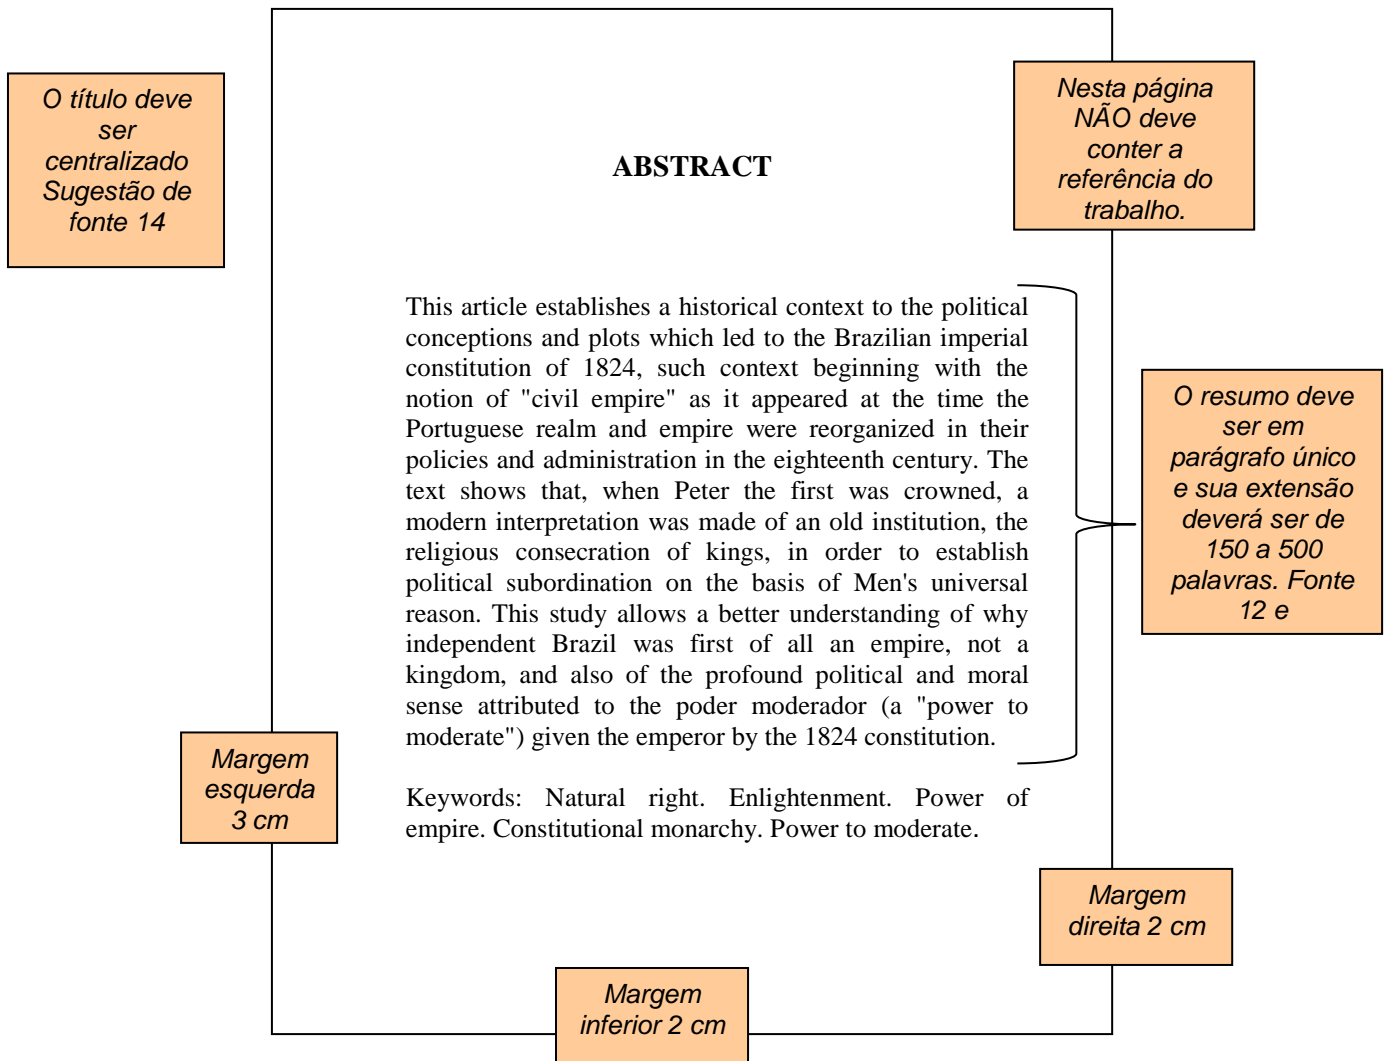 O título deve
ser
centralizado
Sugestão de
fonte 14
Nesta página
NÃO deve
conter a
referência do
trabalho.
ABSTRACT
This article establishes a historical context to the political
conceptions and plots which led to the Brazilian imperial
constitution of 1824, such context beginning with the
notion of "civil empire" as it appeared at the time the
Portuguese realm and empire were reorganized in their
policies and administration in the eighteenth century. The
text shows that, when Peter the first was crowned, a
modern interpretation was made of an old institution, the
religious consecration of kings, in order to establish
political subordination on the basis of Men's universal
reason. This study allows a better understanding of why
independent Brazil was first of all an empire, not a
kingdom, and also of the profound political and moral
sense attributed to the poder moderador (a "power to
moderate") given the emperor by the 1824 constitution.
O resumo deve
ser em
parágrafo único
e sua extensão
deverá ser de
150 a 500
palavras. Fonte
12 e
Margem
esquerda
3 cm
Keywords: Natural right. Enlightenment. Power of
empire. Constitutional monarchy. Power to moderate.
Margem
direita 2 cm
Margem
inferior 2 cm